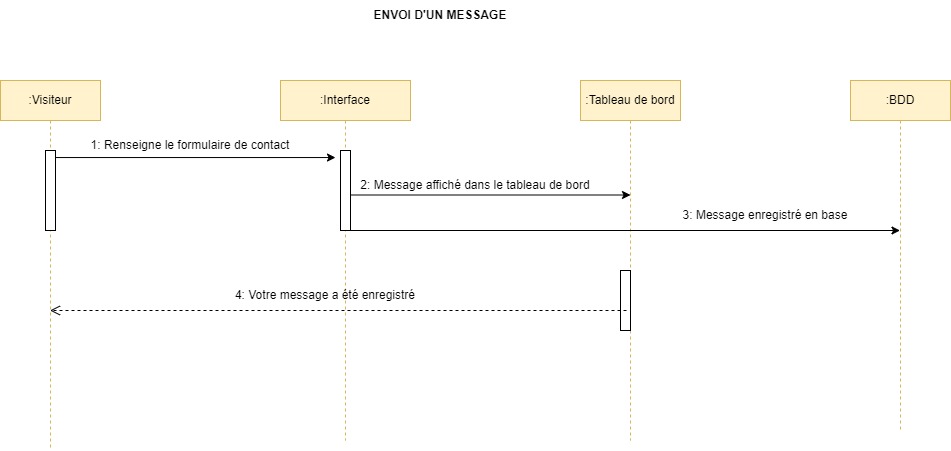 ENVOI D'UN MESSAGE
:Visiteur
:Interface
:Tableau de bord
:BDD
1: Renseigne le formulaire de contact
2: Message affiché dans le tableau de bord
3: Message enregistré en base
4: Votre message a été enregistré